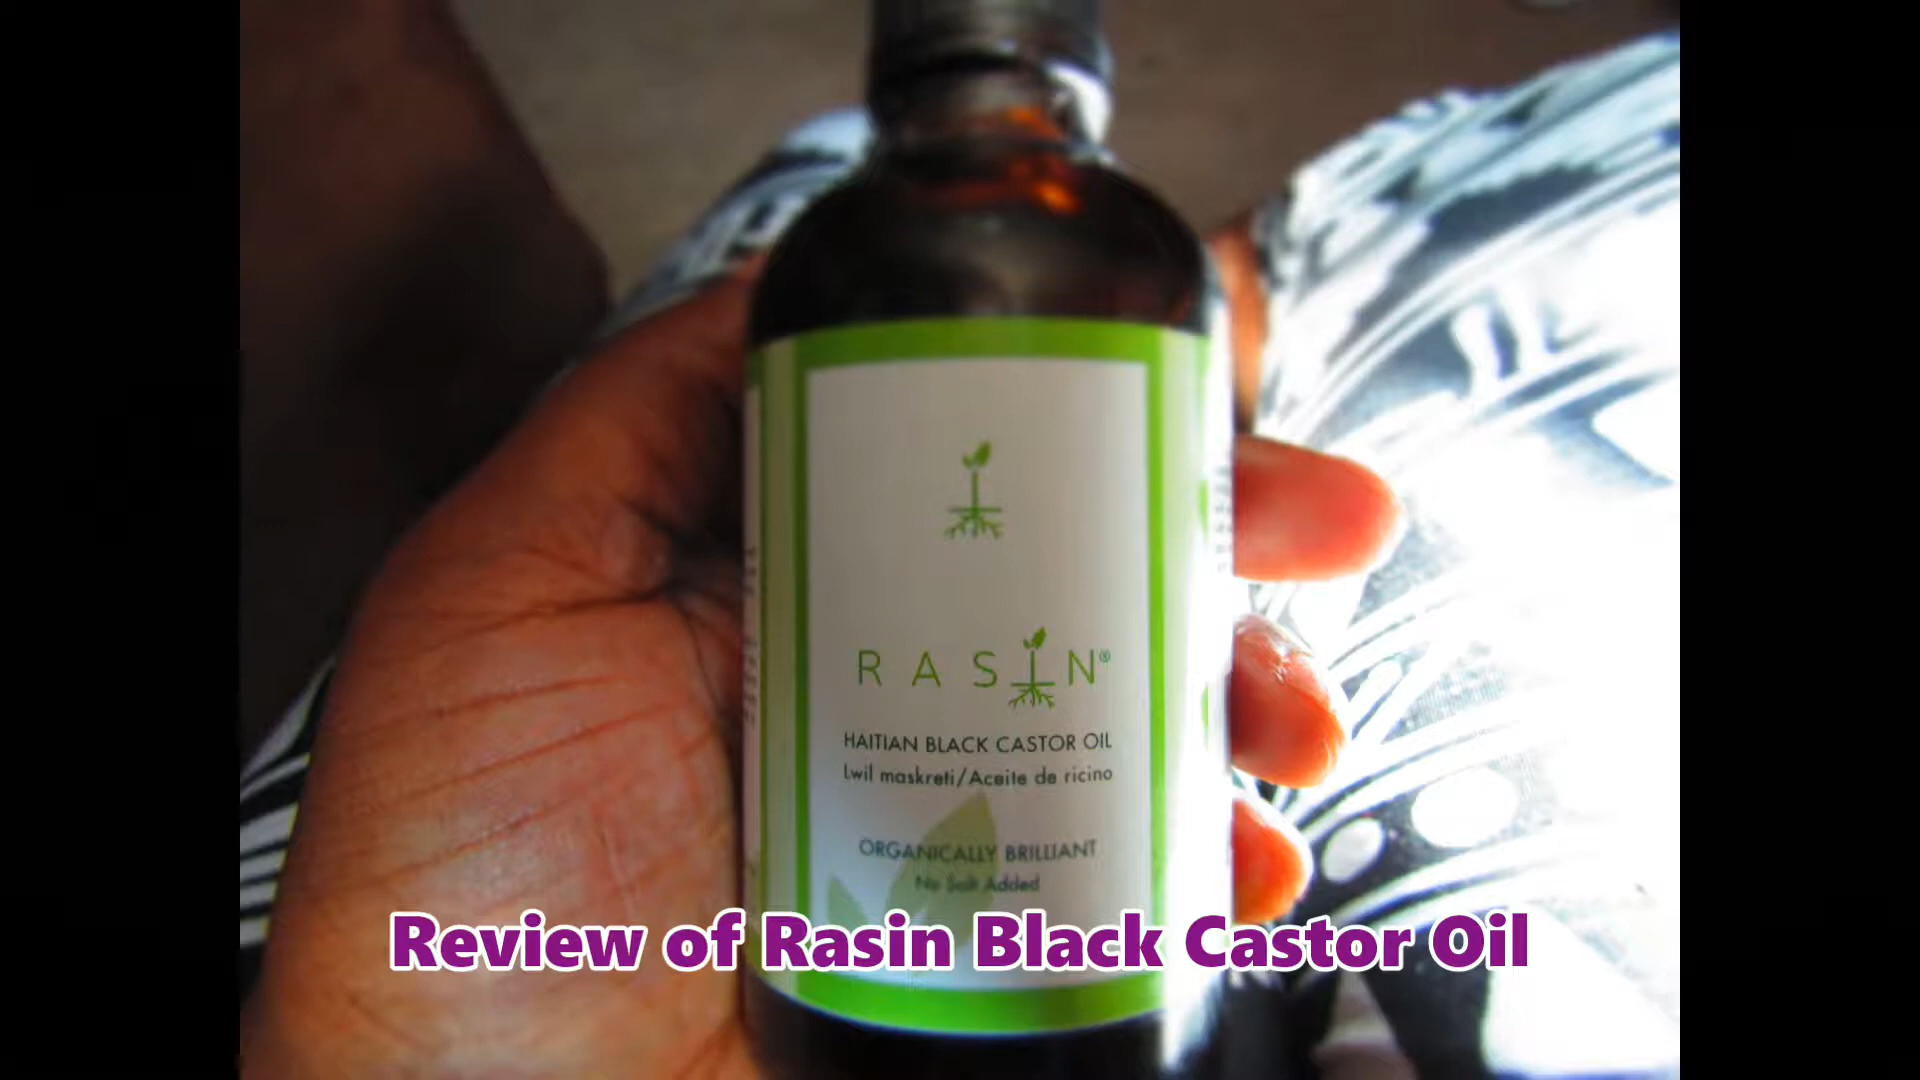 RASIN®
HAITIAN BLACK CASTOR OIL
Lwil maskreti/Aceite de ricino
ORGANICALLY BRILLIANT
No Salt Added
Review of Rasin Black Castor Oil